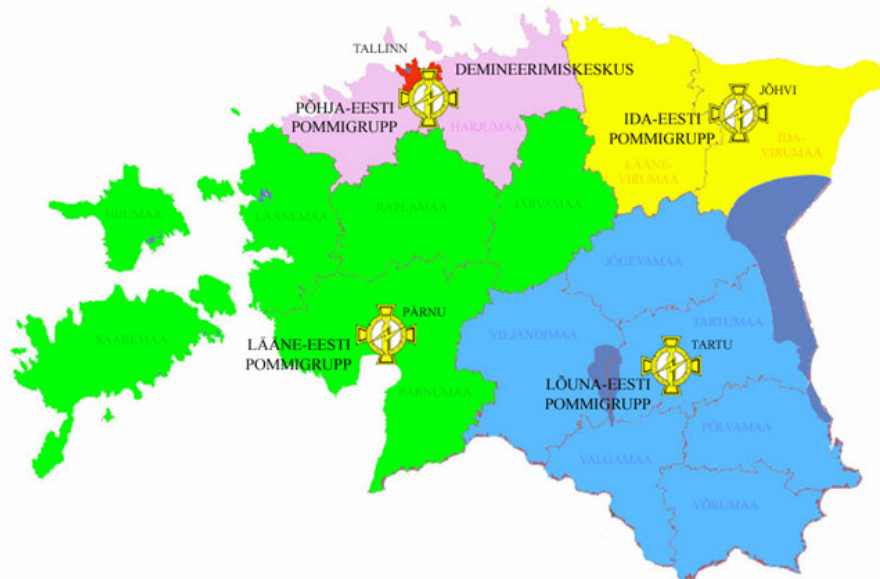 TALLINN
DEMINEERIMISKESKUS
PÕHJA-EESTI
POMMIGRUPP
HARJUMAA
JÕHVI
IDA-EESTI
POMMIGRUPP
IDA-
VIRUMAA
LÄÄNE-
VIRUMAA
HIIUMAA
LÄÄNEMAA
RAPLAMAA
JÄRVAMAA
JÕGEVAMAA
SAAREMAA
PÄRNU
LÄÄNE-EESTI
POMMIGRUPP
PÄRNUMAA
VILJANDIMAA
TARTUMAA
TARTU
LÕUNA-EESTI
POMMIGRUPP
PÕLVAMAA
VALGAMAA
VÕRUMAA